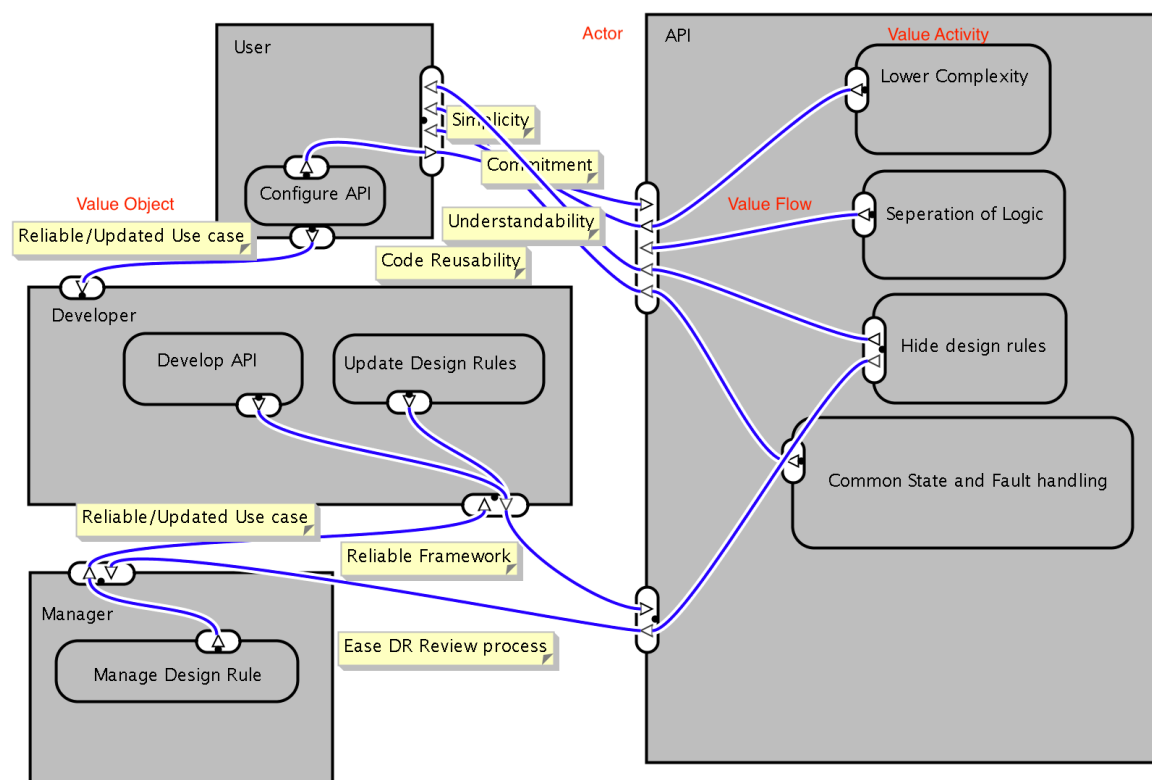 User
Actor
API
Value Activity
Lower Complexity
Simplicity
Commitment
Configure API
Value Object
Value Flow
Seperation of Logic
Understandability
Reliable/Updated Use case
Code Reusability
Developer
Develop API
Update Design Rules
Hide design rules
Common State and Fault handling
Reliable/Updated Use case
Reliable Framework
Manager
Ease DR Review process
Manage Design Rule